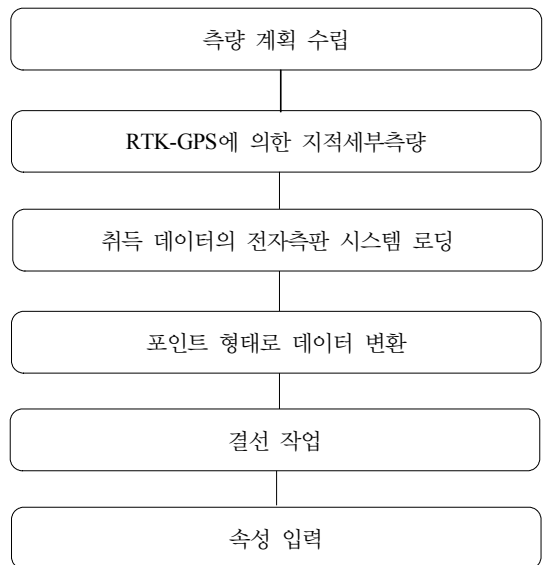 측량 계획 수립
RTK-GPS에 의한 지적세부측량
취득 데이터의 전자측판 시스템 로딩
포인트 형태로 데이터 변환
결선 작업
속성 입력